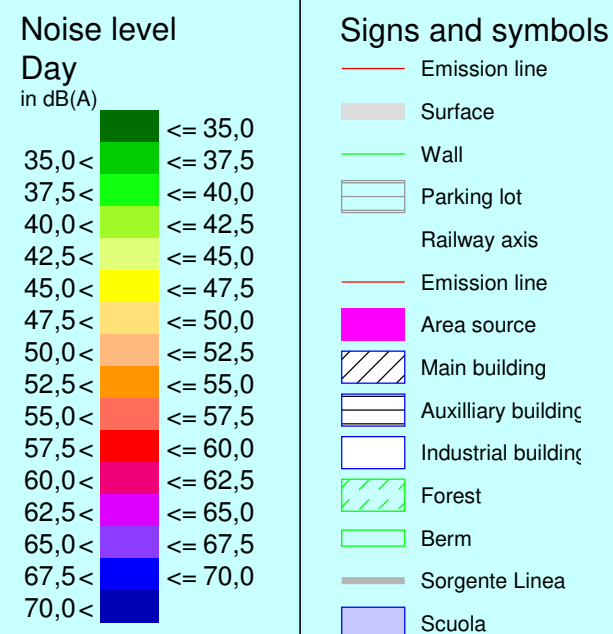 Noise level
Day
in dB(A)
<= 35,0
35,0< <= 37,5
37,5< <= 40,0
40,0< <= 42,5
42,5< <= 45,0
45,0< <= 47,5
47,5< <= 50,0
50,0< <= 52,5
52,5< <= 55,0
55,0< <= 57,5
57,5< <= 60,0
60,0< <= 62,5
62,5< <= 65,0
65,0< <= 67,5
67,5< <= 70,0
70,0<
Signs and symbols
Emission line
Surface
Wall
Parking lot
Railway axis
Emission line
Area source
Main building
Auxilliary building
Industrial building
Forest
Berm
Sorgente Linea
Scuola